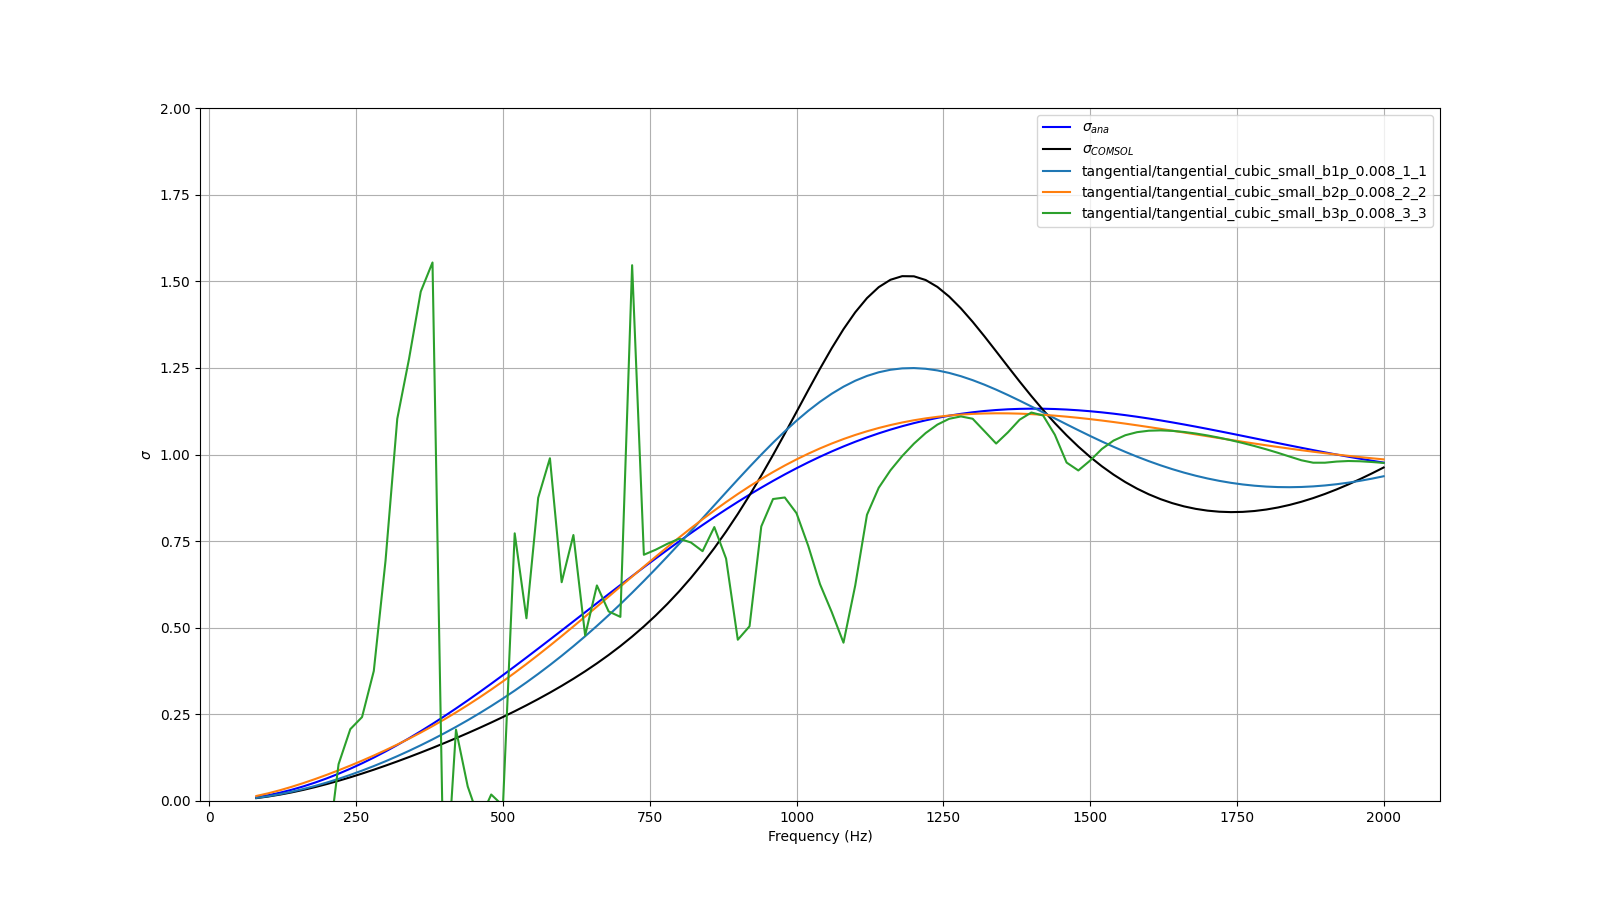 2.00
1.75
1.50
1.25
1.00
0.75
0.50
0.25
0.00
σ
0 250 500 750 1000 1250 1500 1750 2000
Frequency (Hz)
σana
σCOMSOL
tangential/tangential_cubic_small_b1p_0.008_1_1
tangential/tangential_cubic_small_b2p_0.008_2_2
tangential/tangential_cubic_small_b3p_0.008_3_3